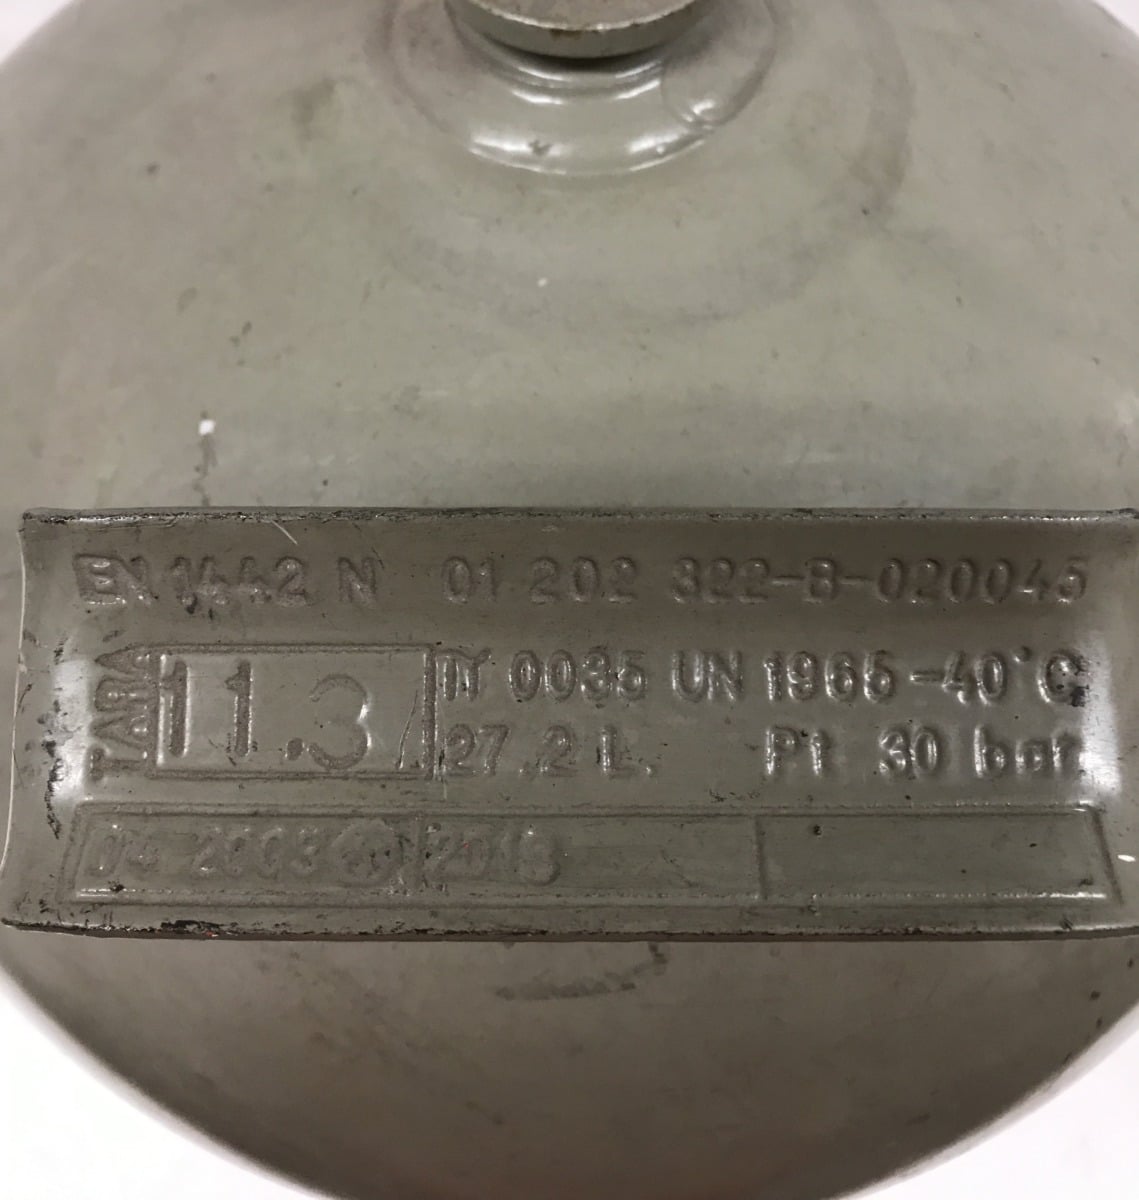 EN 1442 N 01 202 322-B-020045
TARA 11.3
π 0035 UN 1965 -40°C
27.2 L. Pt 30 bar
2003 2018